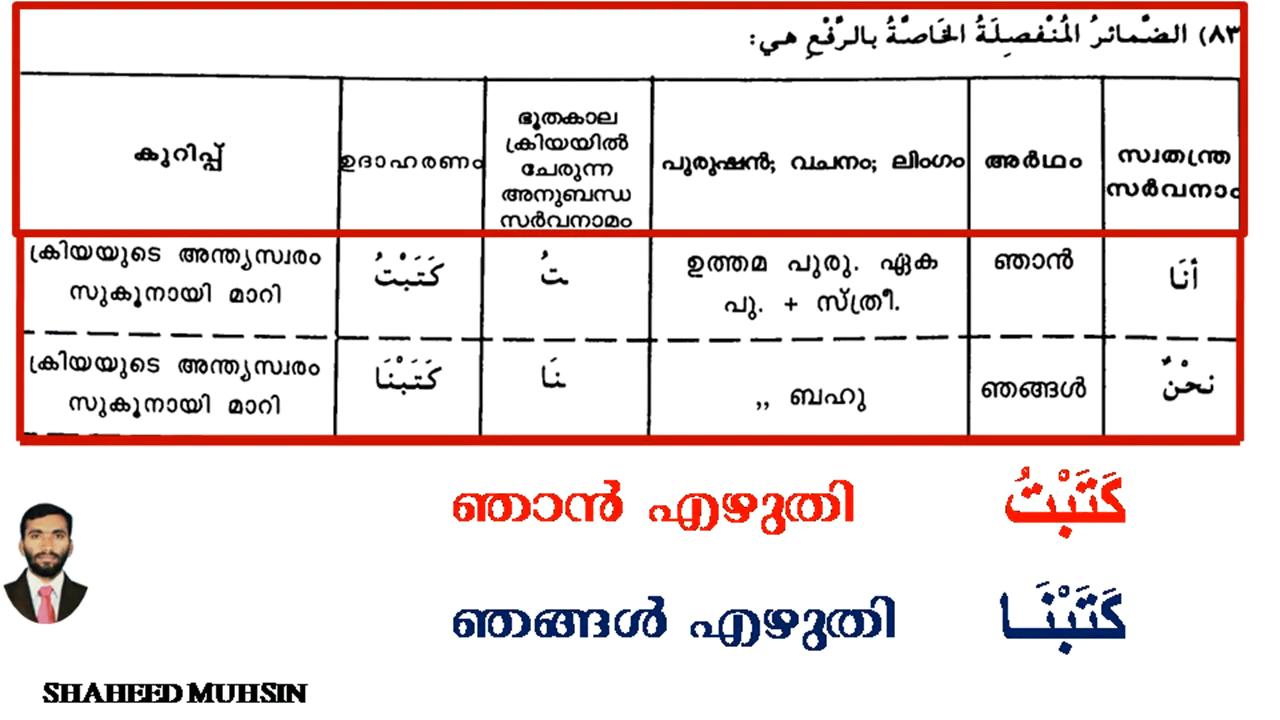 ٨٣) الضَّمائرُ المُنْفصِلَةُ الخَاصَّةُ بالرَّفْعِ هي:
കുറിപ്പ്
ഉദാഹരണം
ഭൂതകാല
ക്രിയയിൽ
ചേരുന്ന
അനുബന്ധ
സർവനാമം
പുരുഷൻ; വചനം; ലിംഗം
അർഥം
സ്വതന്ത്ര
സർവനാം
ക്രിയയുടെ അന്ത്യസ്വരം
സുകൂനായി മാറി
كَتَبْتُ
ـتُ
ഉത്തമ പുരു. ഏക
പു. + സ്ത്രീ.
ഞാൻ
أنَا
ക്രിയയുടെ അന്ത്യസ്വരം
സുകൂനായി മാറി
كَتَبْنَا
ـنَا
,, ബഹു
ഞങ്ങൾ
نحْنُ
ഞാൻ എഴുതി كَتَبْتُ
ഞങ്ങൾ എഴുതി كَتَبْنَـا
SHAHEED MUHSIN